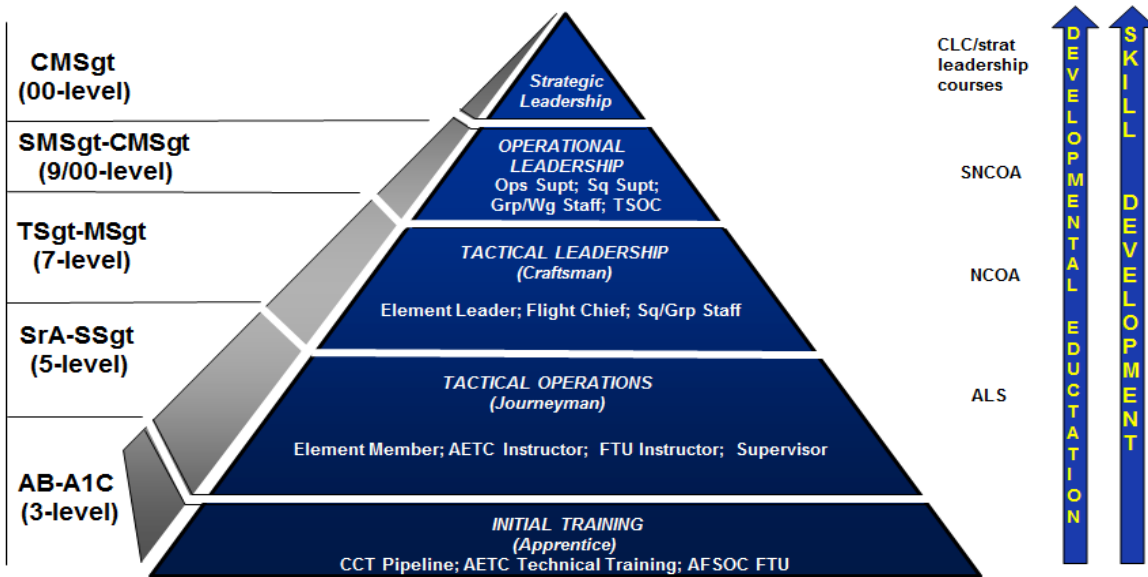 CMSgt
(00-level)
SMSgt-CMSgt
(9/00-level)
TSgt-MSgt
(7-level)
SrA-SSgt
(5-level)
AB-A1C
(3-level)
Strategic
Leadership
OPERATIONAL
LEADERSHIP
Ops Supt; Sq Supt;
Grp/Wg Staff; TSOC
TACTICAL LEADERSHIP
(Craftsman)
Element Leader; Flight Chief; Sq/Grp Staff
TACTICAL OPERATIONS
(Journeyman)
Element Member; AETC Instructor; FTU Instructor; Supervisor
INITIAL TRAINING
(Apprentice)
CCT Pipeline; AETC Technical Training; AFSOC FTU
CLC/strat
leadership
courses
SNCOA
NCOA
ALS
DEVELOPMENTAL EDUCTATION
SKILL DEVELOPMENT